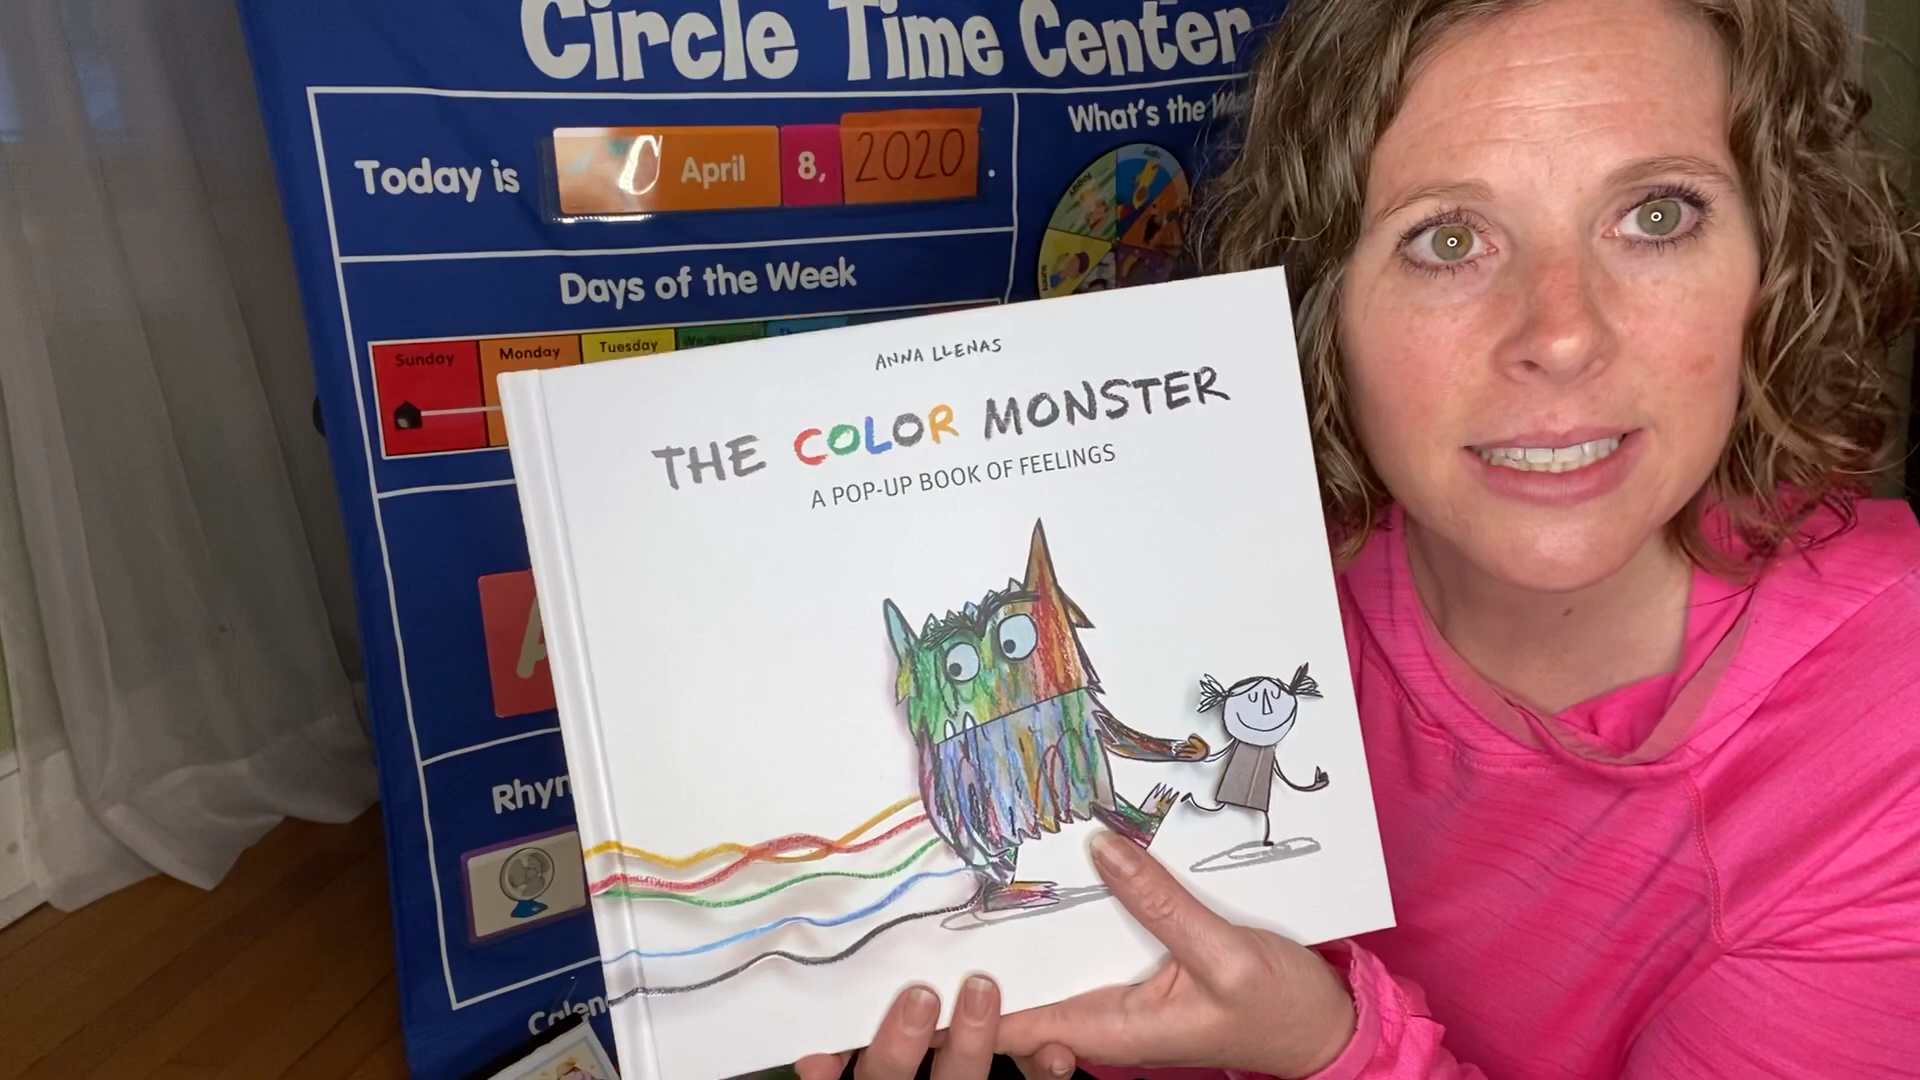 Circle Time Center
Today is April 8, 2020 .
What's the
Days of the Week
Sunday Monday Tuesday
ANNA LLENAS
THE COLOR MONSTER
A POP-UP BOOK OF FEELINGS